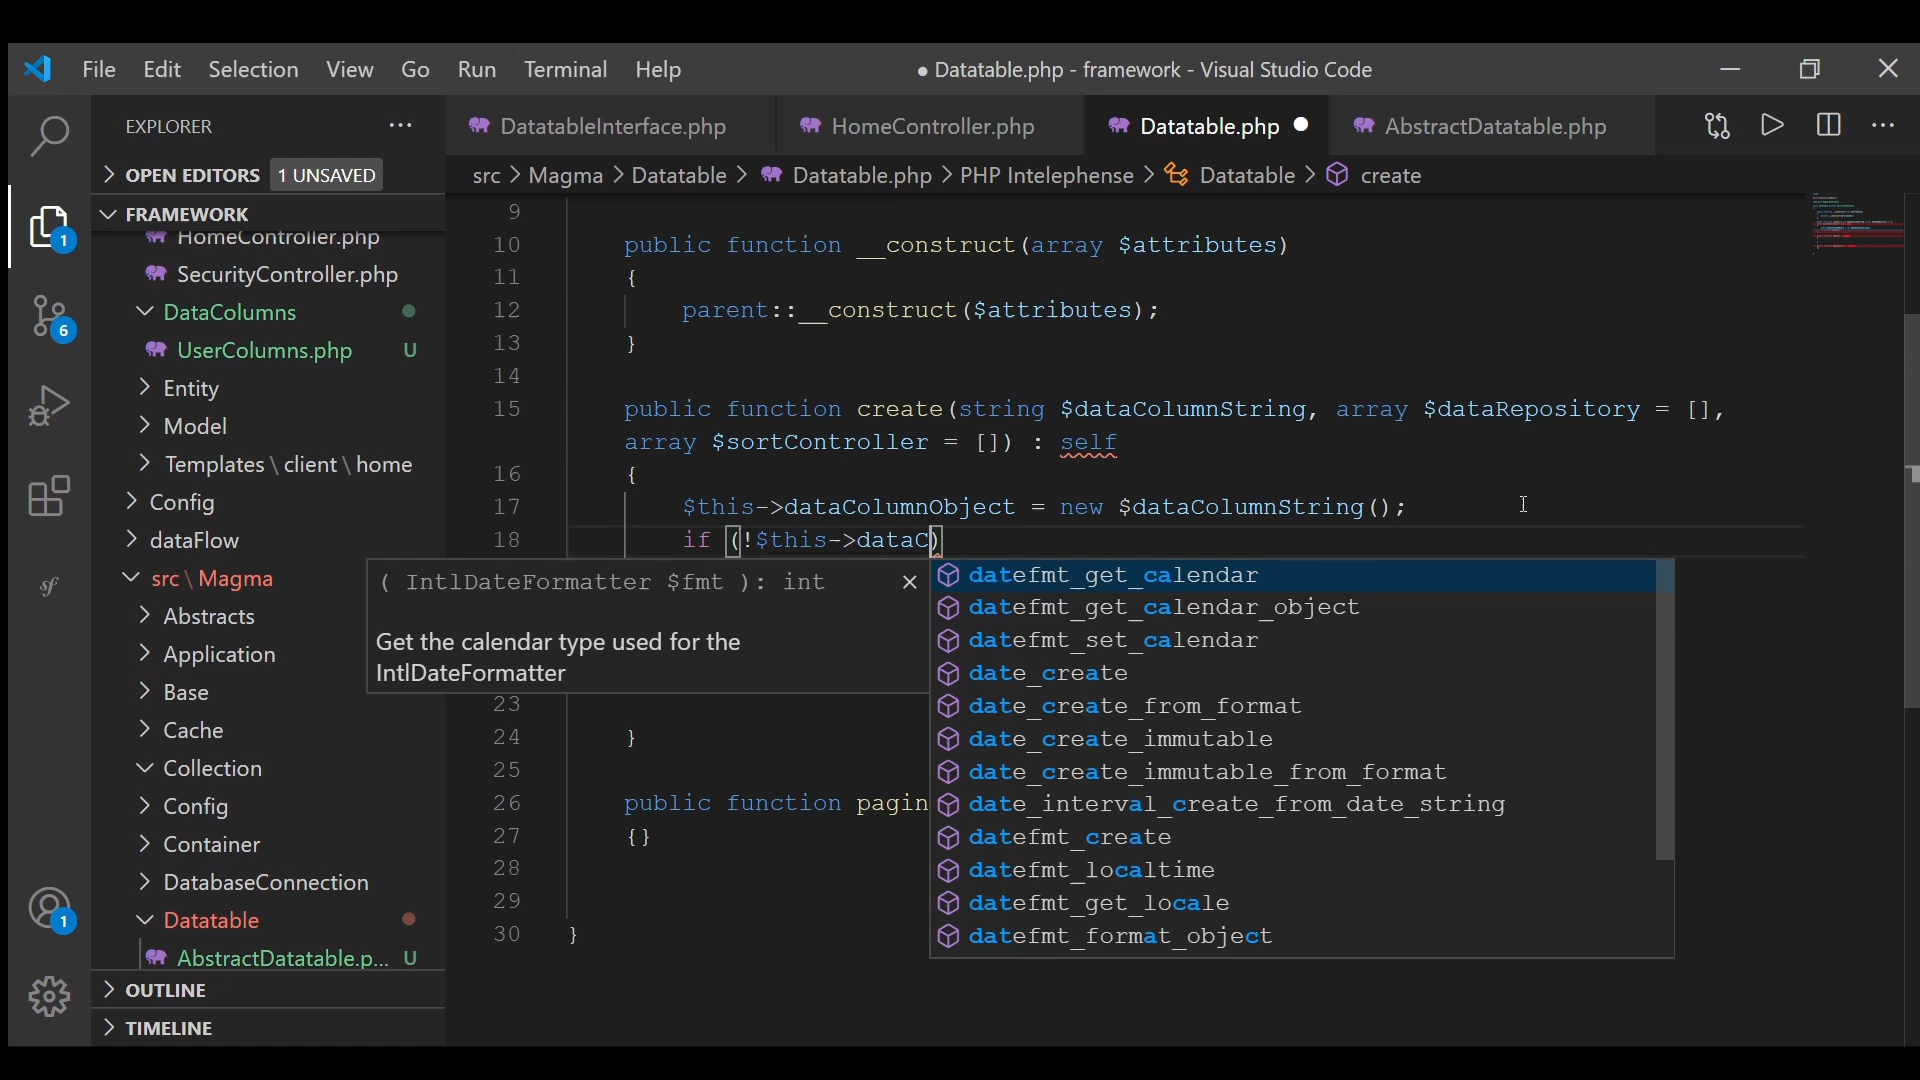 File Edit Selection View Go Run Terminal Help
● Datatable.php - framework - Visual Studio Code
EXPLORER
OPEN EDITORS 1 UNSAVED
FRAMEWORK
HomeController.php
SecurityController.php
DataColumns
UserColumns.php U
Entity
Model
Templates \ client \ home
Config
dataFlow
src \ Magma
Abstracts
Application
Base
Cache
Collection
Config
Container
DatabaseConnection
Datatable
AbstractDatatable.p... U
OUTLINE
TIMELINE
1
6
1
DatatableInterface.php HomeController.php Datatable.php AbstractDatatable.php
src > Magma > Datatable > Datatable.php > PHP Intelephense > Datatable > create
9
10 public function __construct(array $attributes)
11 {
12 parent::__construct($attributes);
13 }
14
15 public function create(string $dataColumnString, array $dataRepository = [],
array $sortController = []) : self
16 {
17 $this->dataColumnObject = new $dataColumnString();
18 if (!$this->dataC)
( IntlDateFormatter $fmt ): int
Get the calendar type used for the
IntlDateFormatter
datefmt_get_calendar
datefmt_get_calendar_object
datefmt_set_calendar
date_create
date_create_from_format
date_create_immutable
date_create_immutable_from_format
date_interval_create_from_date_string
datefmt_create
datefmt_localtime
datefmt_get_locale
datefmt_format_object
23
24 }
25
26 public function pagin
27 {}
28
29
30 }